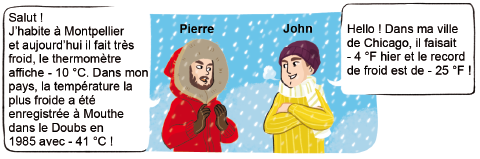 Salut !
J'habite à Montpellier
et aujourd'hui il fait très
froid, le thermomètre
affiche - 10 °C. Dans mon
pays, la température la
plus froide a été
enregistrée à Mouthe
dans le Doubs en
1985 avec - 41 °C !
Pierre
John
Hello ! Dans ma ville
de Chicago, il faisait
- 4 °F hier et le record
de froid est de - 25 °F !